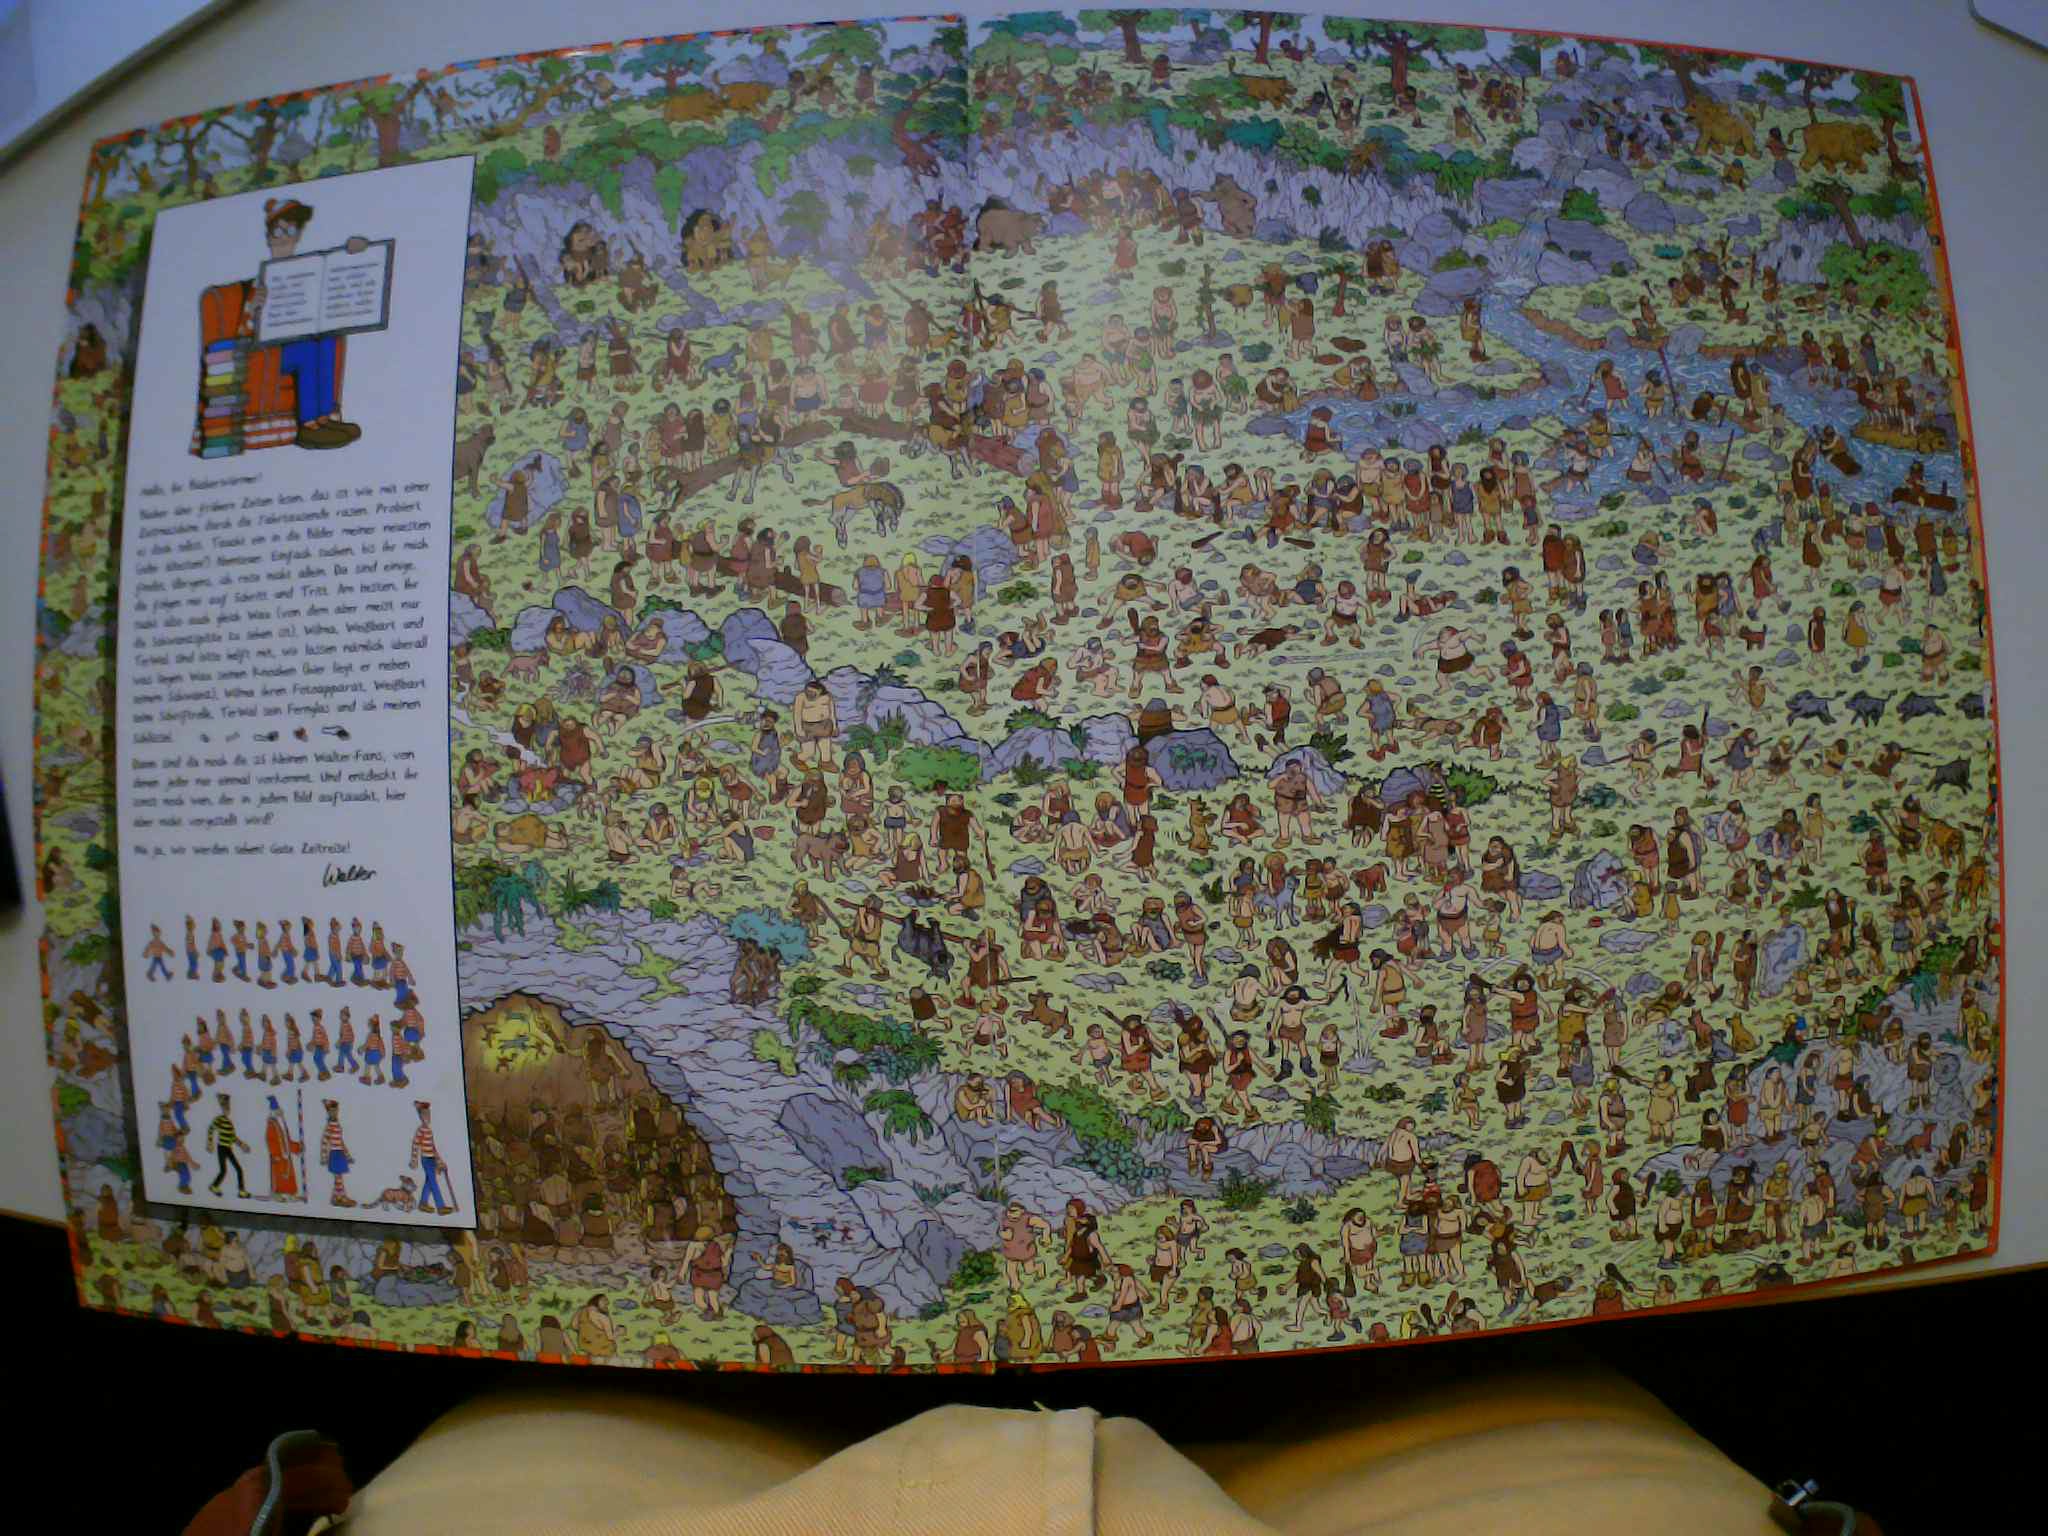 Hallo, ihr Bücherwürmer!
Bücher über frühere Zeiten lesen, das ist wie mit einer
Zeitmaschine durch die Jahrtausende rasen. Probiert
es doch selbst. Taucht ein in die Bilder meiner neuesten
(oder ältesten?) Abenteuer. Einfach suchen, bis ihr mich
findet. Übrigens, ich reise nicht allein. Da sind einige,
die folgen mir auf Schritt und Tritt. Am besten, ihr
sucht also auch gleich Wau (von dem aber meist nur
die Schwanzspitze zu sehen ist), Wilma, Weißbart und
Und bitte helft mit, wir lassen nämlich überall
was liegen. Wau seinen Knochen (hier liegt er neben
seinem Schwanz), Wilma ihren Fotoapparat, Weißbart
seine Schriftrolle, sein Fernglas und ich meinen
Schlüssel.
Dann sind da noch die 25 kleinen Walter-Fans, von
denen jeder nur einmal vorkommt. Und entdeckt ihr
sonst noch wen, der in jedem Bild auftaucht, hier
aber nicht vorgestellt wird?
Na ja, wir werden sehen! Gute Zeitreise!
Walter